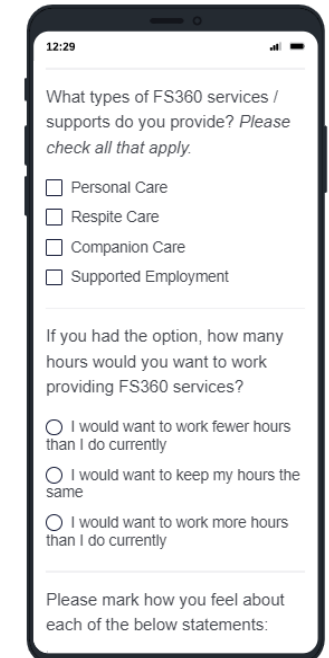 12:29
What types of FS360 services /
supports do you provide? Please
check all that apply.
Personal Care
Respite Care
Companion Care
Supported Employment
If you had the option, how many
hours would you want to work
providing FS360 services?
I would want to work fewer hours
than I do currently
I would want to keep my hours the
same
I would want to work more hours
than I do currently
Please mark how you feel about
each of the below statements: